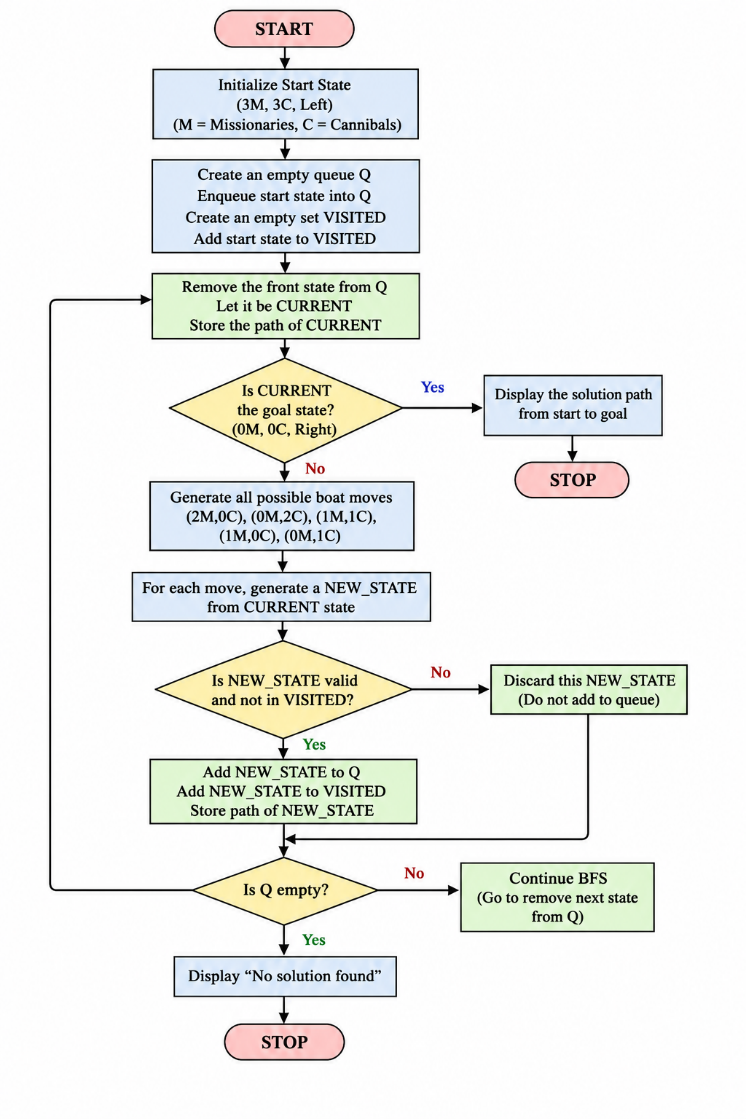 START
Initialize Start State
(3M, 3C, Left)
(M = Missionaries, C = Cannibals)
Create an empty queue Q
Enqueue start state into Q
Create an empty set VISITED
Add start state to VISITED
Remove the front state from Q
Let it be CURRENT
Store the path of CURRENT
Is CURRENT
the goal state?
(0M, 0C, Right)
Yes
Display the solution path
from start to goal
STOP
No
Generate all possible boat moves
(2M,0C), (0M,2C), (1M,1C),
(1M,0C), (0M,1C)
For each move, generate a NEW_STATE
from CURRENT state
Is NEW_STATE valid
and not in VISITED?
No
Discard this NEW_STATE
(Do not add to queue)
Yes
Add NEW_STATE to Q
Add NEW_STATE to VISITED
Store path of NEW_STATE
Is Q empty?
No
Continue BFS
(Go to remove next state
from Q)
Yes
Display “No solution found”
STOP